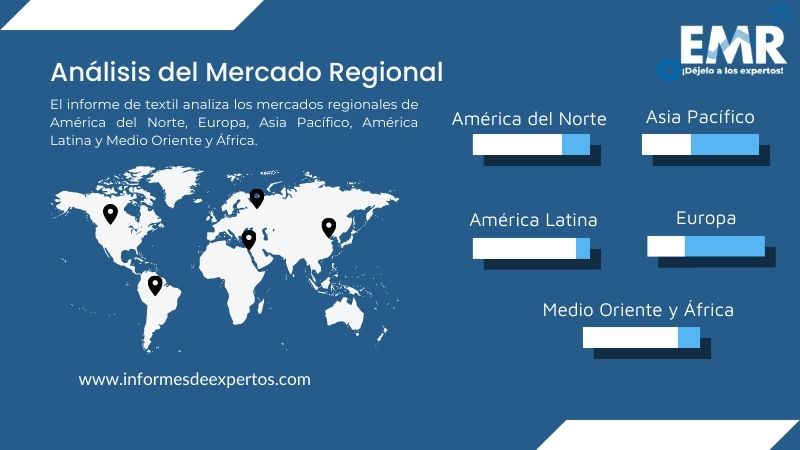 EMR
¡Déjelo a los expertos!
Análisis del Mercado Regional
El informe de textil analiza los mercados regionales de
América del Norte, Europa, Asia Pacífico, América
Latina y Medio Oriente y África.
América del Norte
Asia Pacífico
América Latina
Europa
Medio Oriente y África
www.informesdeexpertos.com